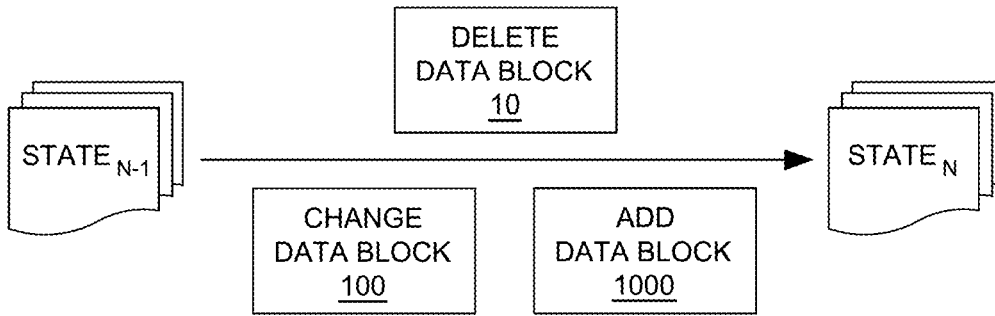 DELETE
DATA BLOCK
10
STATE N-1
STATE N
CHANGE
DATA BLOCK
100
ADD
DATA BLOCK
1000